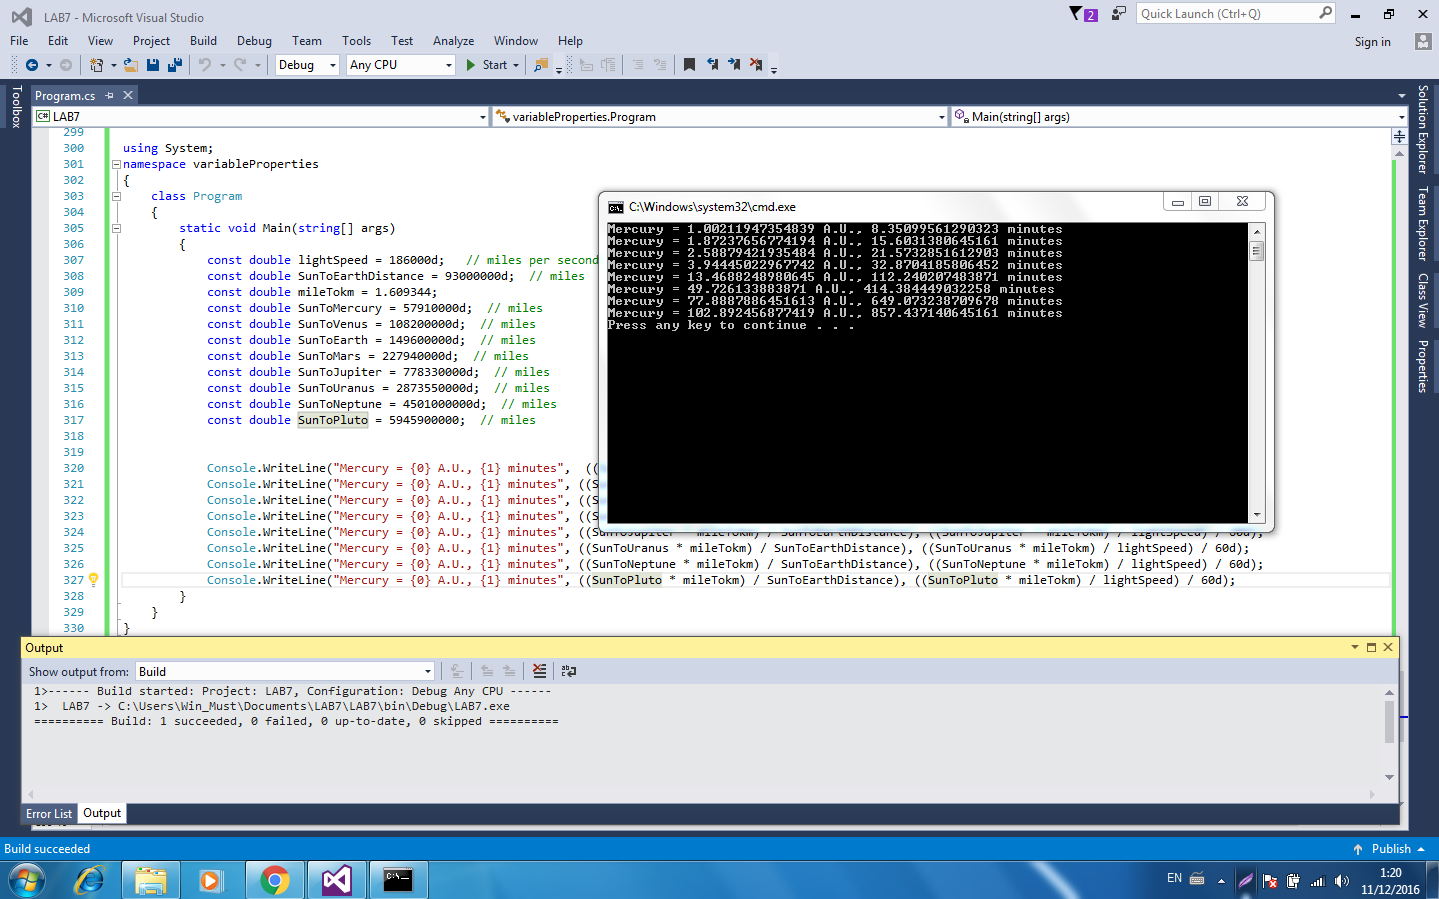 LAB7 - Microsoft Visual Studio
2
Quick Launch (Ctrl+Q)
File Edit View Project Build Debug Team Tools Test Analyze Window Help
Sign in
Debug Any CPU Start
Toolbox
Program.cs
LAB7 variableProperties.Program Main(string[] args)
299
300 using System;
301 namespace variableProperties
302 {
303 class Program
304 {
305 static void Main(string[] args)
306 {
307 const double lightSpeed = 186000d; // miles per second
308 const double SunToEarthDistance = 93000000d; // miles
309 const double mileTokm = 1.609344;
310 const double SunToMercury = 57910000d; // miles
311 const double SunToVenus = 108200000d; // miles
312 const double SunToEarth = 149600000d; // miles
313 const double SunToMars = 227940000d; // miles
314 const double SunToJupiter = 778330000d; // miles
315 const double SunToUranus = 2873550000d; // miles
316 const double SunToNeptune = 4501000000d; // miles
317 const double SunToPluto = 5945900000; // miles
318
319
320 Console.WriteLine("Mercury = {0} A.U., {1} minutes", ((
321 Console.WriteLine("Mercury = {0} A.U., {1} minutes", ((S
322 Console.WriteLine("Mercury = {0} A.U., {1} minutes", ((S
323 Console.WriteLine("Mercury = {0} A.U., {1} minutes", ((S
324 Console.WriteLine("Mercury = {0} A.U., {1} minutes", ((SunToJupiter * mileTokm) / SunToEarthDistance), ((SunToJupiter * mileTokm) / lightSpeed) / 60d);
325 Console.WriteLine("Mercury = {0} A.U., {1} minutes", ((SunToUranus * mileTokm) / SunToEarthDistance), ((SunToUranus * mileTokm) / lightSpeed) / 60d);
326 Console.WriteLine("Mercury = {0} A.U., {1} minutes", ((SunToNeptune * mileTokm) / SunToEarthDistance), ((SunToNeptune * mileTokm) / lightSpeed) / 60d);
327 Console.WriteLine("Mercury = {0} A.U., {1} minutes", ((SunToPluto * mileTokm) / SunToEarthDistance), ((SunToPluto * mileTokm) / lightSpeed) / 60d);
328 }
329 }
330 }
C:\Windows\system32\cmd.exe
Mercury = 1.00211947354839 A.U., 8.35099561290323 minutes
Mercury = 1.87237656774194 A.U., 15.6031380645161 minutes
Mercury = 2.58879421935484 A.U., 21.5732851612903 minutes
Mercury = 3.94445022967742 A.U., 32.8704185806452 minutes
Mercury = 13.4688248980645 A.U., 112.240207483871 minutes
Mercury = 49.726133883871 A.U., 414.384449032258 minutes
Mercury = 77.8887886451613 A.U., 649.073238709678 minutes
Mercury = 102.892456877419 A.U., 857.437140645161 minutes
Press any key to continue . . .
Solution Explorer
Team Explorer
Class View
Properties
Output
Show output from: Build
1>------ Build started: Project: LAB7, Configuration: Debug Any CPU ------
1> LAB7 -> C:\Users\Win_Must\Documents\LAB7\LAB7\bin\Debug\LAB7.exe
========== Build: 1 succeeded, 0 failed, 0 up-to-date, 0 skipped ==========
Error List Output
Build succeeded
Publish
EN
1:20
11/12/2016